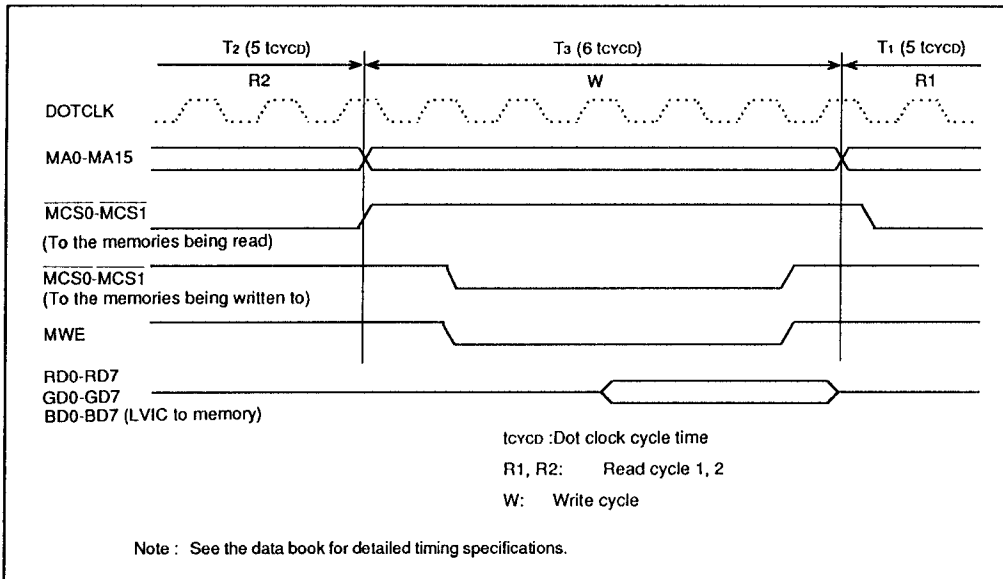 T2 (5 tCYCD) T3 (6 tCYCD) T1 (5 tCYCD)
R2 W R1
DOTCLK
MA0-MA15
MCS0-MCS1
(To the memories being read)
MCS0-MCS1
(To the memories being written to)
MWE
RD0-RD7
GD0-GD7
BD0-BD7 (LVIC to memory)
tCYCD :Dot clock cycle time
R1, R2: Read cycle 1, 2
W: Write cycle
Note : See the data book for detailed timing specifications.